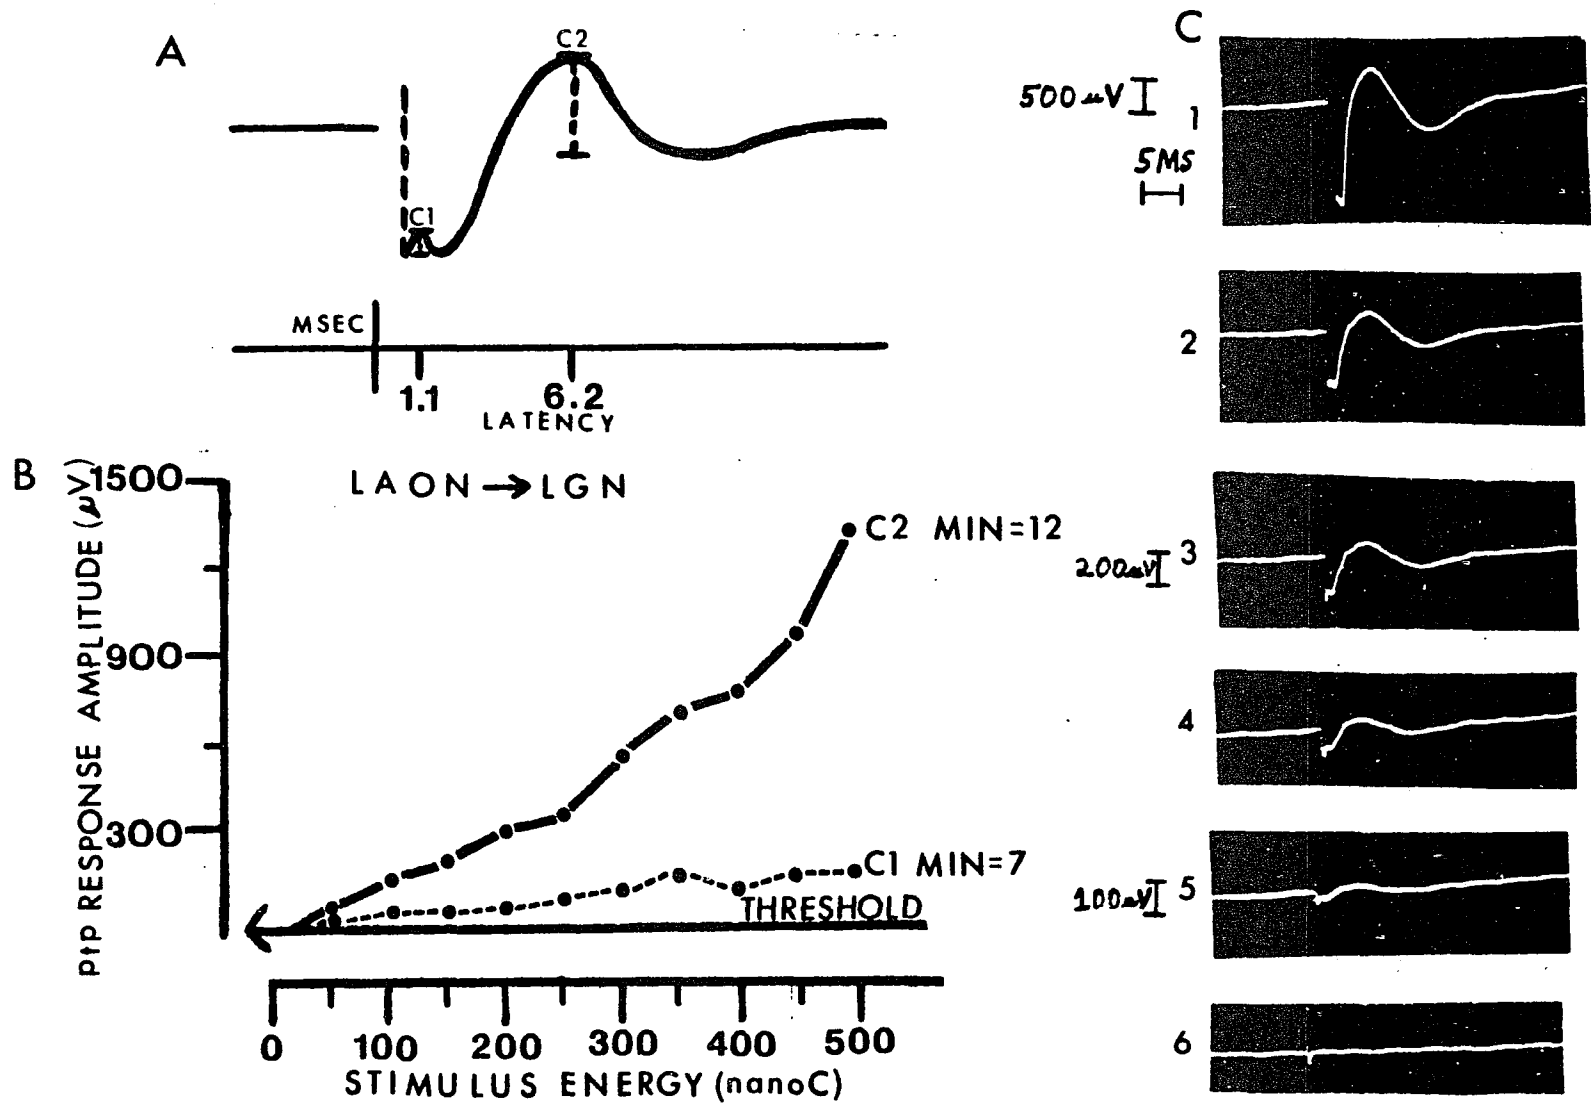 A
C2
C1
MSEC
1.1
6.2
LATENCY
B
LAON → LGN
ptp RESPONSE AMPLITUDE (μV)
1500
900
300
C2 MIN=12
C1 MIN=7
THRESHOLD
0 100 200 300 400 500
STIMULUS ENERGY (nanoC)
C
500 μV
1
5MS
2
200μV
3
4
100μV
5
6